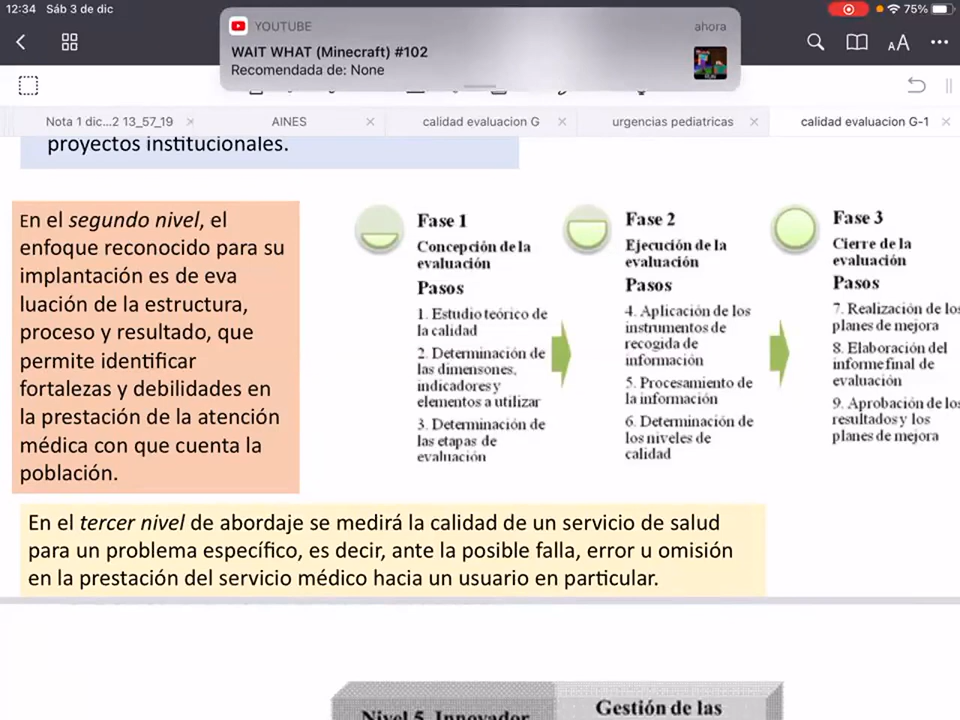 12:34 Sáb 3 de dic
75%
YOUTUBE
ahora
WAIT WHAT (Minecraft) #102
Recomendada de: None
AA
Nota 1 dic...2 13_57_19
AINES
calidad evaluacion G
urgencias pediatricas
calidad evaluacion G-1
proyectos institucionales.
En el segundo nivel, el
enfoque reconocido para su
implantación es de eva
luación de la estructura,
proceso y resultado, que
permite identificar
fortalezas y debilidades en
la prestación de la atención
médica con que cuenta la
población.
Fase 1
Concepción de la
evaluación
Pasos
1. Estudio teórico de
la calidad
2. Determinación de
las dimensones,
indicadores y
elementos a utilizar
3. Determinación de
las etapas de
evaluación
Fase 2
Ejecución de la
evaluación
Pasos
4. Aplicación de los
instrumentos de
recogida de
información
5. Procesamiento de
la información
6. Determinación de
los niveles de
calidad
Fase 3
Cierre de la
evaluación
Pasos
7. Realización de los
planes de mejora
8. Elaboración del
informe final de
evaluación
9. Aprobación de los
resultados y los
planes de mejora
En el tercer nivel de abordaje se medirá la calidad de un servicio de salud
para un problema específico, es decir, ante la posible falla, error u omisión
en la prestación del servicio médico hacia un usuario en particular.
Nivel 5. Innovador
Gestión de las